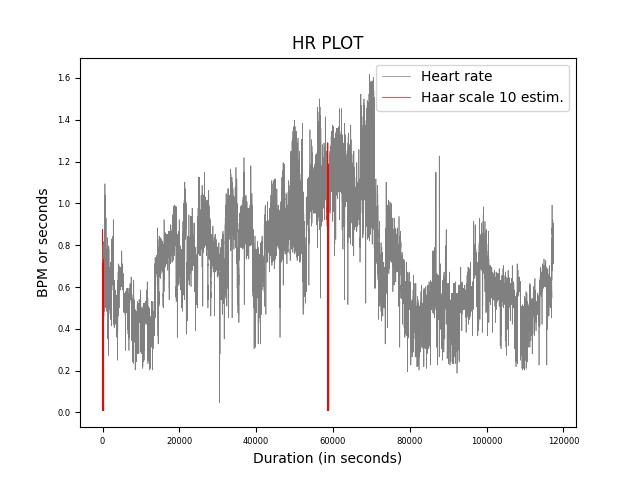 HR PLOT
Heart rate
Haar scale 10 estim.
BPM or seconds
1.6
1.4
1.2
1.0
0.8
0.6
0.4
0.2
0.0
0 20000 40000 60000 80000 100000 120000
Duration (in seconds)